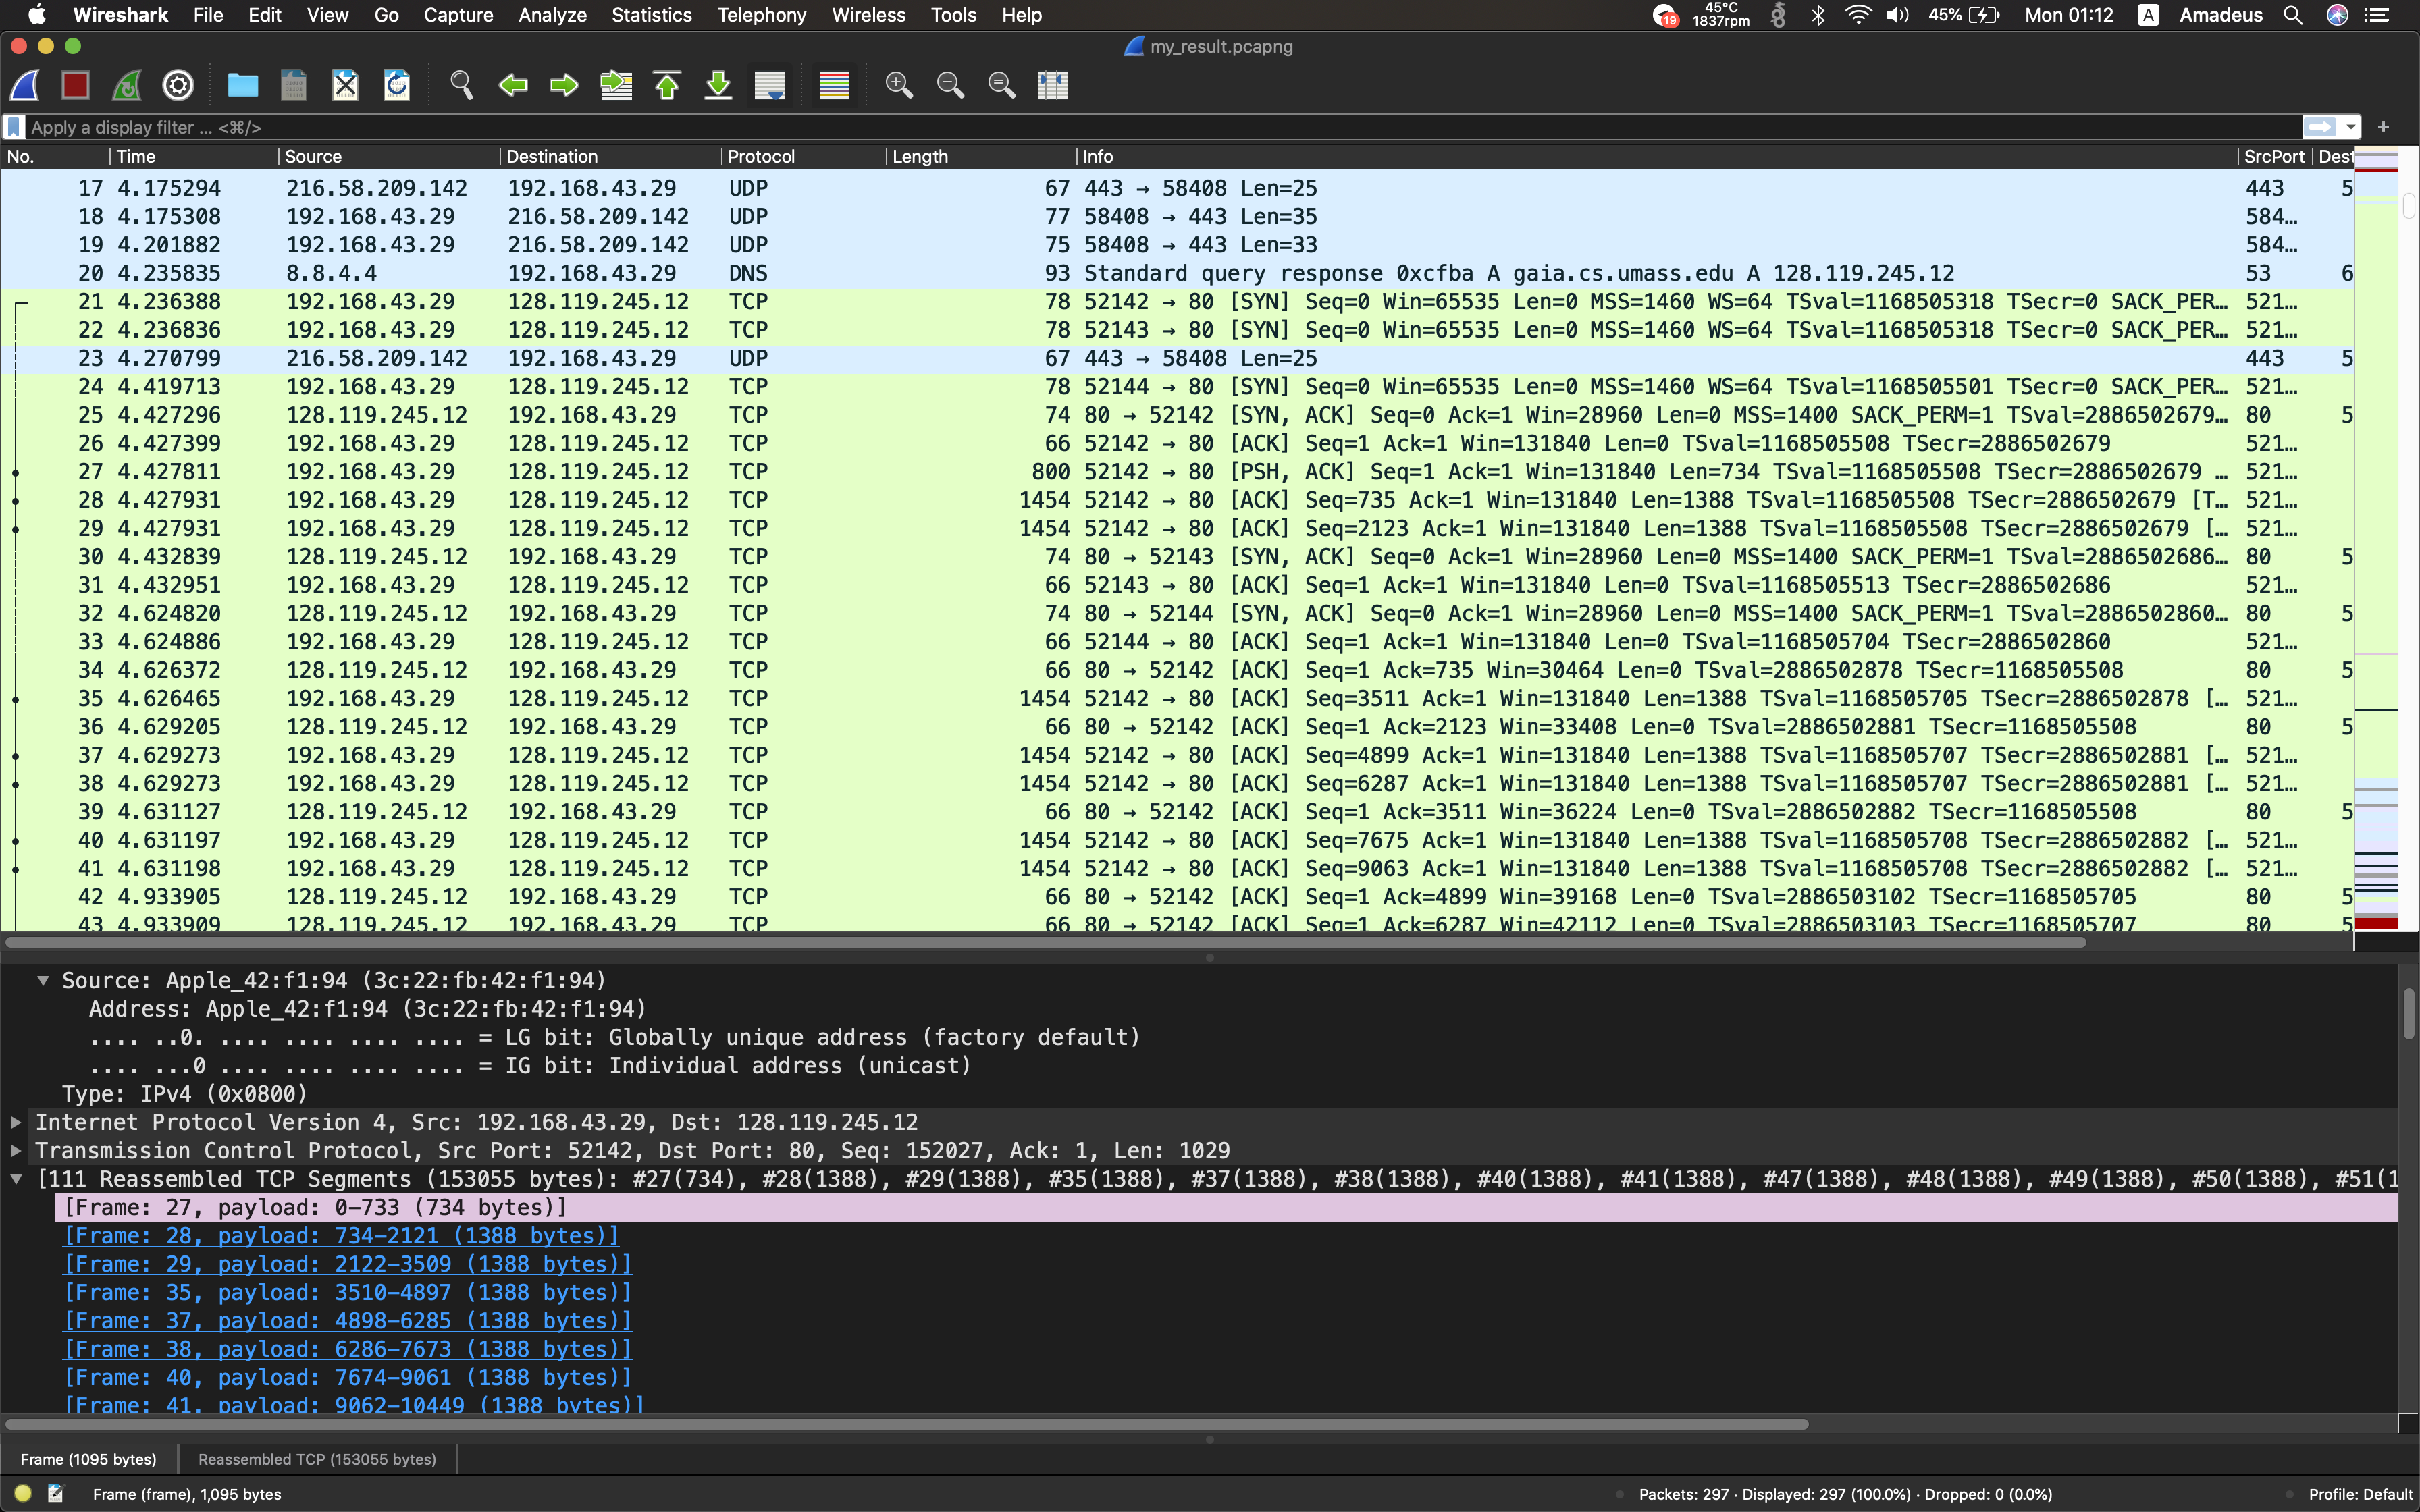 Wireshark File Edit View Go Capture Analyze Statistics Telephony Wireless Tools Help 19 45°C 1837rpm 45% Mon 01:12 A Amadeus
my_result.pcapng
Apply a display filter ... <⌘/>
No. Time Source Destination Protocol Length Info SrcPort Dest
17 4.175294 216.58.209.142 192.168.43.29 UDP 67 443 → 58408 Len=25 443 5
18 4.175308 192.168.43.29 216.58.209.142 UDP 77 58408 → 443 Len=35 584…
19 4.201882 192.168.43.29 216.58.209.142 UDP 75 58408 → 443 Len=33 584…
20 4.235835 8.8.4.4 192.168.43.29 DNS 93 Standard query response 0xcfba A gaia.cs.umass.edu A 128.119.245.12 53 6
21 4.236388 192.168.43.29 128.119.245.12 TCP 78 52142 → 80 [SYN] Seq=0 Win=65535 Len=0 MSS=1460 WS=64 TSval=1168505318 TSecr=0 SACK_PER… 521…
22 4.236836 192.168.43.29 128.119.245.12 TCP 78 52143 → 80 [SYN] Seq=0 Win=65535 Len=0 MSS=1460 WS=64 TSval=1168505318 TSecr=0 SACK_PER… 521…
23 4.270799 216.58.209.142 192.168.43.29 UDP 67 443 → 58408 Len=25 443 5
24 4.419713 192.168.43.29 128.119.245.12 TCP 78 52144 → 80 [SYN] Seq=0 Win=65535 Len=0 MSS=1460 WS=64 TSval=1168505501 TSecr=0 SACK_PER… 521…
25 4.427296 128.119.245.12 192.168.43.29 TCP 74 80 → 52142 [SYN, ACK] Seq=0 Ack=1 Win=28960 Len=0 MSS=1400 SACK_PERM=1 TSval=2886502679… 80 5
26 4.427399 192.168.43.29 128.119.245.12 TCP 66 52142 → 80 [ACK] Seq=1 Ack=1 Win=131840 Len=0 TSval=1168505508 TSecr=2886502679 521…
27 4.427811 192.168.43.29 128.119.245.12 TCP 800 52142 → 80 [PSH, ACK] Seq=1 Ack=1 Win=131840 Len=734 TSval=1168505508 TSecr=2886502679 … 521…
28 4.427931 192.168.43.29 128.119.245.12 TCP 1454 52142 → 80 [ACK] Seq=735 Ack=1 Win=131840 Len=1388 TSval=1168505508 TSecr=2886502679 [T… 521…
29 4.427931 192.168.43.29 128.119.245.12 TCP 1454 52142 → 80 [ACK] Seq=2123 Ack=1 Win=131840 Len=1388 TSval=1168505508 TSecr=2886502679 [… 521…
30 4.432839 128.119.245.12 192.168.43.29 TCP 74 80 → 52143 [SYN, ACK] Seq=0 Ack=1 Win=28960 Len=0 MSS=1400 SACK_PERM=1 TSval=2886502686… 80 5
31 4.432951 192.168.43.29 128.119.245.12 TCP 66 52143 → 80 [ACK] Seq=1 Ack=1 Win=131840 Len=0 TSval=1168505513 TSecr=2886502686 521…
32 4.624820 128.119.245.12 192.168.43.29 TCP 74 80 → 52144 [SYN, ACK] Seq=0 Ack=1 Win=28960 Len=0 MSS=1400 SACK_PERM=1 TSval=2886502860… 80 5
33 4.624886 192.168.43.29 128.119.245.12 TCP 66 52144 → 80 [ACK] Seq=1 Ack=1 Win=131840 Len=0 TSval=1168505704 TSecr=2886502860 521…
34 4.626372 128.119.245.12 192.168.43.29 TCP 66 80 → 52142 [ACK] Seq=1 Ack=735 Win=30464 Len=0 TSval=2886502878 TSecr=1168505508 80 5
35 4.626465 192.168.43.29 128.119.245.12 TCP 1454 52142 → 80 [ACK] Seq=3511 Ack=1 Win=131840 Len=1388 TSval=1168505705 TSecr=2886502878 [… 521…
36 4.629205 128.119.245.12 192.168.43.29 TCP 66 80 → 52142 [ACK] Seq=1 Ack=2123 Win=33408 Len=0 TSval=2886502881 TSecr=1168505508 80 5
37 4.629273 192.168.43.29 128.119.245.12 TCP 1454 52142 → 80 [ACK] Seq=4899 Ack=1 Win=131840 Len=1388 TSval=1168505707 TSecr=2886502881 [… 521…
38 4.629273 192.168.43.29 128.119.245.12 TCP 1454 52142 → 80 [ACK] Seq=6287 Ack=1 Win=131840 Len=1388 TSval=1168505707 TSecr=2886502881 [… 521…
39 4.631127 128.119.245.12 192.168.43.29 TCP 66 80 → 52142 [ACK] Seq=1 Ack=3511 Win=36224 Len=0 TSval=2886502882 TSecr=1168505508 80 5
40 4.631197 192.168.43.29 128.119.245.12 TCP 1454 52142 → 80 [ACK] Seq=7675 Ack=1 Win=131840 Len=1388 TSval=1168505708 TSecr=2886502882 [… 521…
41 4.631198 192.168.43.29 128.119.245.12 TCP 1454 52142 → 80 [ACK] Seq=9063 Ack=1 Win=131840 Len=1388 TSval=1168505708 TSecr=2886502882 [… 521…
42 4.933905 128.119.245.12 192.168.43.29 TCP 66 80 → 52142 [ACK] Seq=1 Ack=4899 Win=39168 Len=0 TSval=2886503102 TSecr=1168505705 80 5
43 4.933909 128.119.245.12 192.168.43.29 TCP 66 80 → 52142 [ACK] Seq=1 Ack=6287 Win=42112 Len=0 TSval=2886503103 TSecr=1168505707 80 5
Source: Apple_42:f1:94 (3c:22:fb:42:f1:94)
Address: Apple_42:f1:94 (3c:22:fb:42:f1:94)
.... ..0. .... .... .... .... = LG bit: Globally unique address (factory default)
.... ...0 .... .... .... .... = IG bit: Individual address (unicast)
Type: IPv4 (0x0800)
Internet Protocol Version 4, Src: 192.168.43.29, Dst: 128.119.245.12
Transmission Control Protocol, Src Port: 52142, Dst Port: 80, Seq: 152027, Ack: 1, Len: 1029
[111 Reassembled TCP Segments (153055 bytes): #27(734), #28(1388), #29(1388), #35(1388), #37(1388), #38(1388), #40(1388), #41(1388), #47(1388), #48(1388), #49(1388), #50(1388), #51(1
[Frame: 27, payload: 0-733 (734 bytes)]
[Frame: 28, payload: 734-2121 (1388 bytes)]
[Frame: 29, payload: 2122-3509 (1388 bytes)]
[Frame: 35, payload: 3510-4897 (1388 bytes)]
[Frame: 37, payload: 4898-6285 (1388 bytes)]
[Frame: 38, payload: 6286-7673 (1388 bytes)]
[Frame: 40, payload: 7674-9061 (1388 bytes)]
[Frame: 41, payload: 9062-10449 (1388 bytes)]
Frame (1095 bytes) Reassembled TCP (153055 bytes)
Frame (frame), 1,095 bytes Packets: 297 · Displayed: 297 (100.0%) · Dropped: 0 (0.0%) Profile: Default